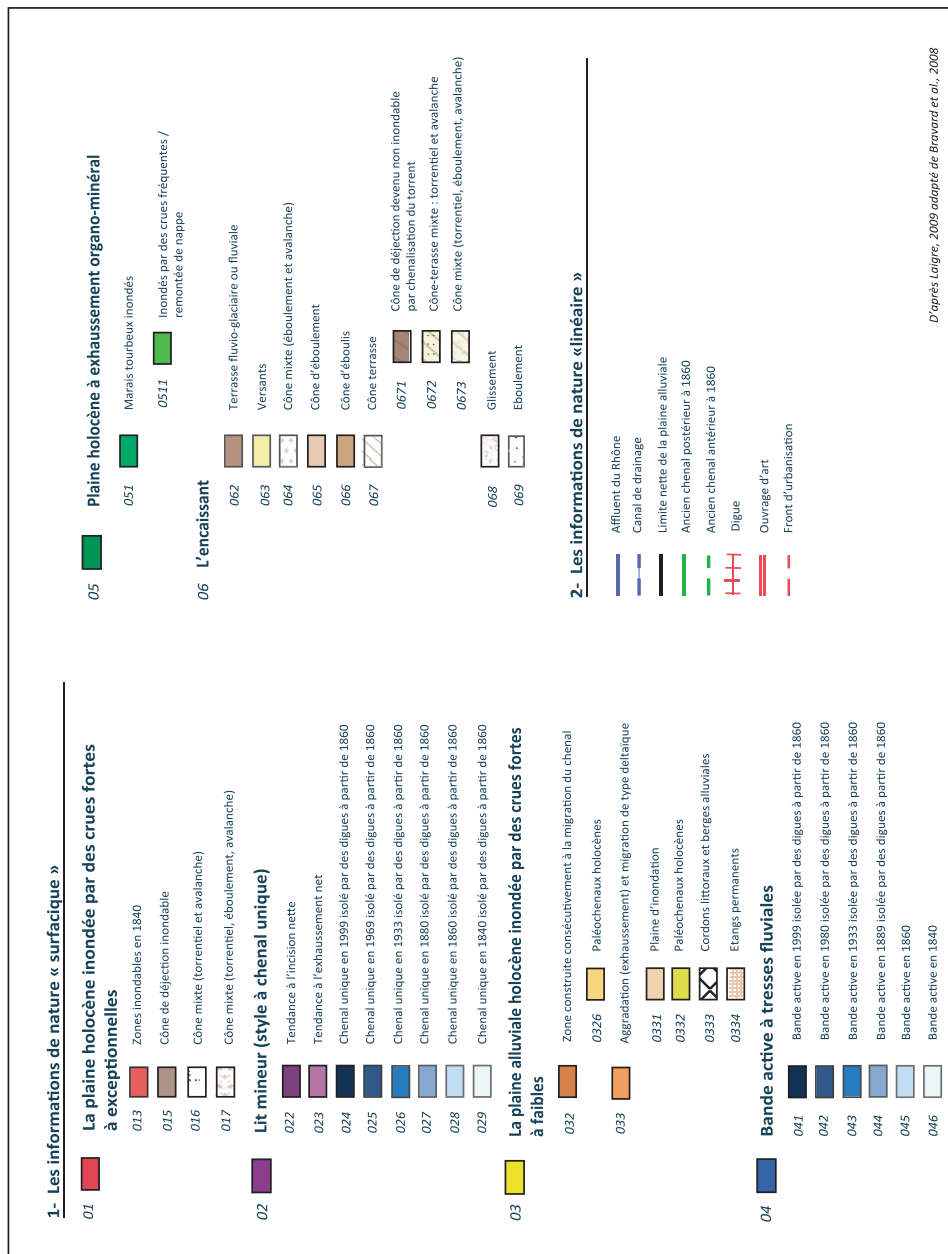 1- Les informations de nature « surfacique »
01 La plaine holocène inondée par des crues fortes
à exceptionnelles
013 Zones inondables en 1840
015 Cône de déjection inondable
016 Cône mixte (torrentiel et avalanche)
017 Cône mixte (torrentiel, éboulement, avalanche)
02 Lit mineur (style à chenal unique)
022 Tendance à l'incision nette
023 Tendance à l'exhaussement net
024 Chenal unique en 1999 isolé par des digues à partir de 1860
025 Chenal unique en 1969 isolé par des digues à partir de 1860
026 Chenal unique en 1933 isolé par des digues à partir de 1860
027 Chenal unique en 1880 isolé par des digues à partir de 1860
028 Chenal unique en 1860 isolé par des digues à partir de 1860
029 Chenal unique en 1840 isolé par des digues à partir de 1860
03 La plaine alluviale holocène inondée par des crues fortes
à faibles
032 Zone construite consécutivement à la migration du chenal
0326 Paléochenaux holocènes
033 Aggradation (exhaussement) et migration de type deltaïque
0331 Plaine d'inondation
0332 Paléochenaux holocènes
0333 Cordons littoraux et berges alluviales
0334 Etangs permanents
04 Bande active à tresses fluviales
041 Bande active en 1999 isolée par des digues à partir de 1860
042 Bande active en 1980 isolée par des digues à partir de 1860
043 Bande active en 1933 isolée par des digues à partir de 1860
044 Bande active en 1889 isolée par des digues à partir de 1860
045 Bande active en 1860
046 Bande active en 1840
05 Plaine holocène à exhaussement organo-minéral
051 Marais tourbeux inondés
0511 Inondés par des crues fréquentes /
remontée de nappe
06 L'encaissant
062 Terrasse fluvio-glaciaire ou fluviale
063 Versants
064 Cône mixte (éboulement et avalanche)
065 Cône d'éboulement
066 Cône d'éboulis
067 Cône terrasse
0671 Cône de déjection devenu non inondable
par chenalisation du torrent
0672 Cône-terasse mixte : torrentiel et avalanche
0673 Cône mixte (torrentiel, éboulement, avalanche)
068 Glissement
069 Eboulement
2- Les informations de nature «linéaire »
Affluent du Rhône
Canal de drainage
Limite nette de la plaine alluviale
Ancien chenal postérieur à 1860
Ancien chenal antérieur à 1860
Digue
Ouvrage d'art
Front d'urbanisation
D'après Laigre, 2009 adapté de Bravard et al., 2008